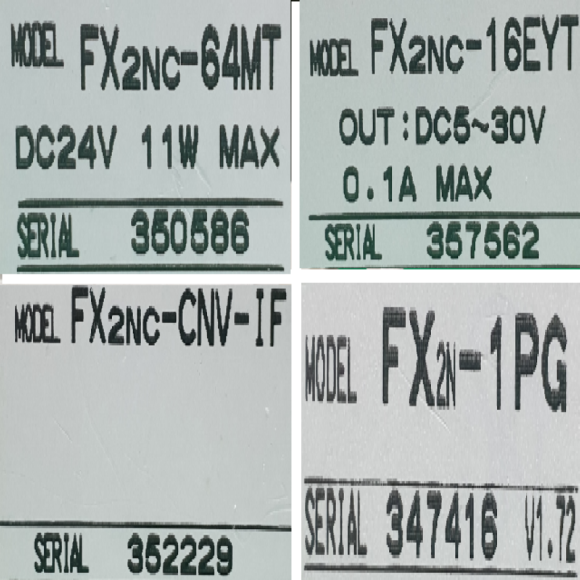 MODEL FX2NC-64MT
DC24V 11W MAX
SERIAL 350586
MODEL FX2NC-16EYT
OUT:DC5~30V
0.1A MAX
SERIAL 357562
MODEL FX2NC-CNV-IF
SERIAL 352229
MODEL FX2N-1PG
SERIAL 347416 V1.72